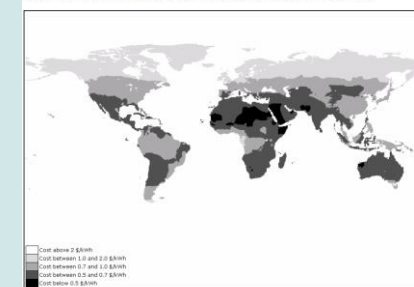 Cost above 2 $/kWh
Cost between 1.0 and 2.0 $/kWh
Cost between 0.7 and 1.0 $/kWh
Cost between 0.5 and 0.7 $/kWh
Cost below 0.5 $/kWh